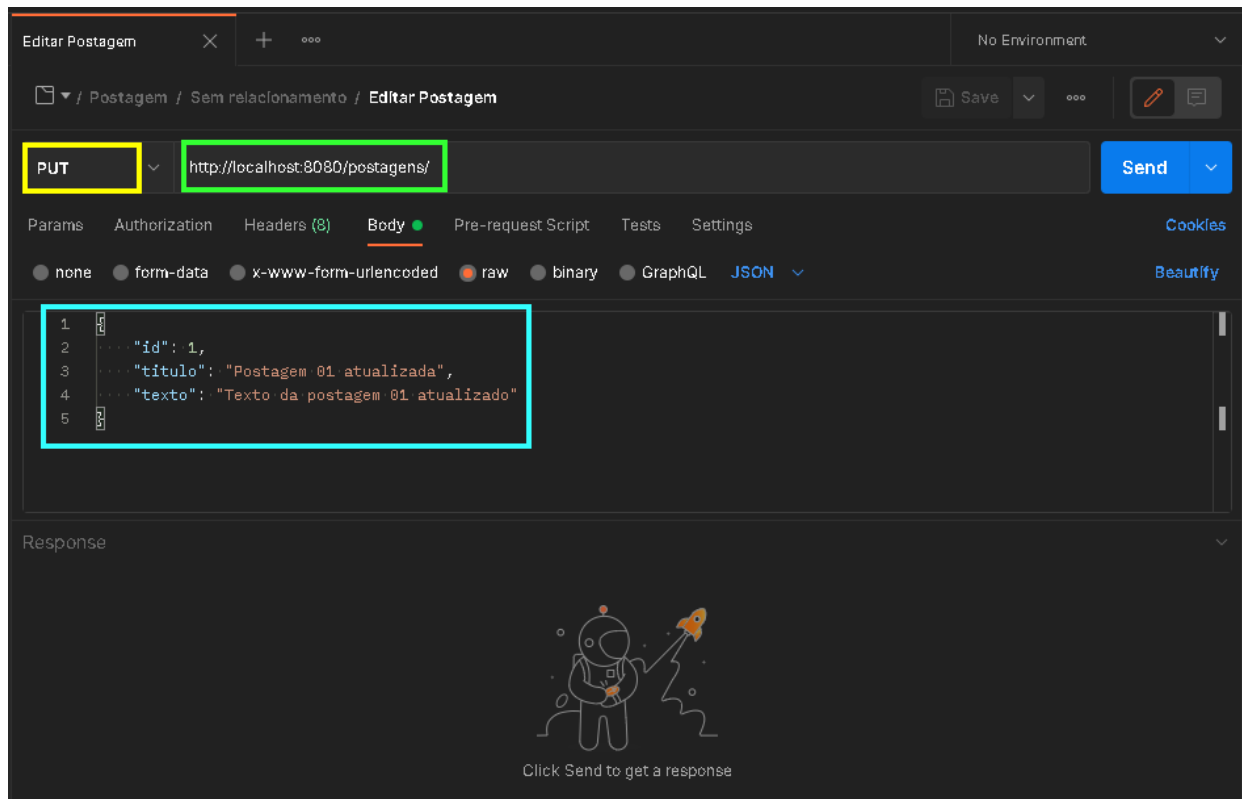 Editar Postagem
No Environment
/ Postagem / Sem relacionamento / Editar Postagem
Save
PUT
http://localhost:8080/postagens/
Send
Params Authorization Headers (8) Body Pre-request Script Tests Settings
Cookies
none form-data x-www-form-urlencoded raw binary GraphQL JSON
Beautify
1 {
2 "id": 1,
3 "titulo": "Postagem 01 atualizada",
4 "texto": "Texto da postagem 01 atualizado"
5 }
Response
Click Send to get a response